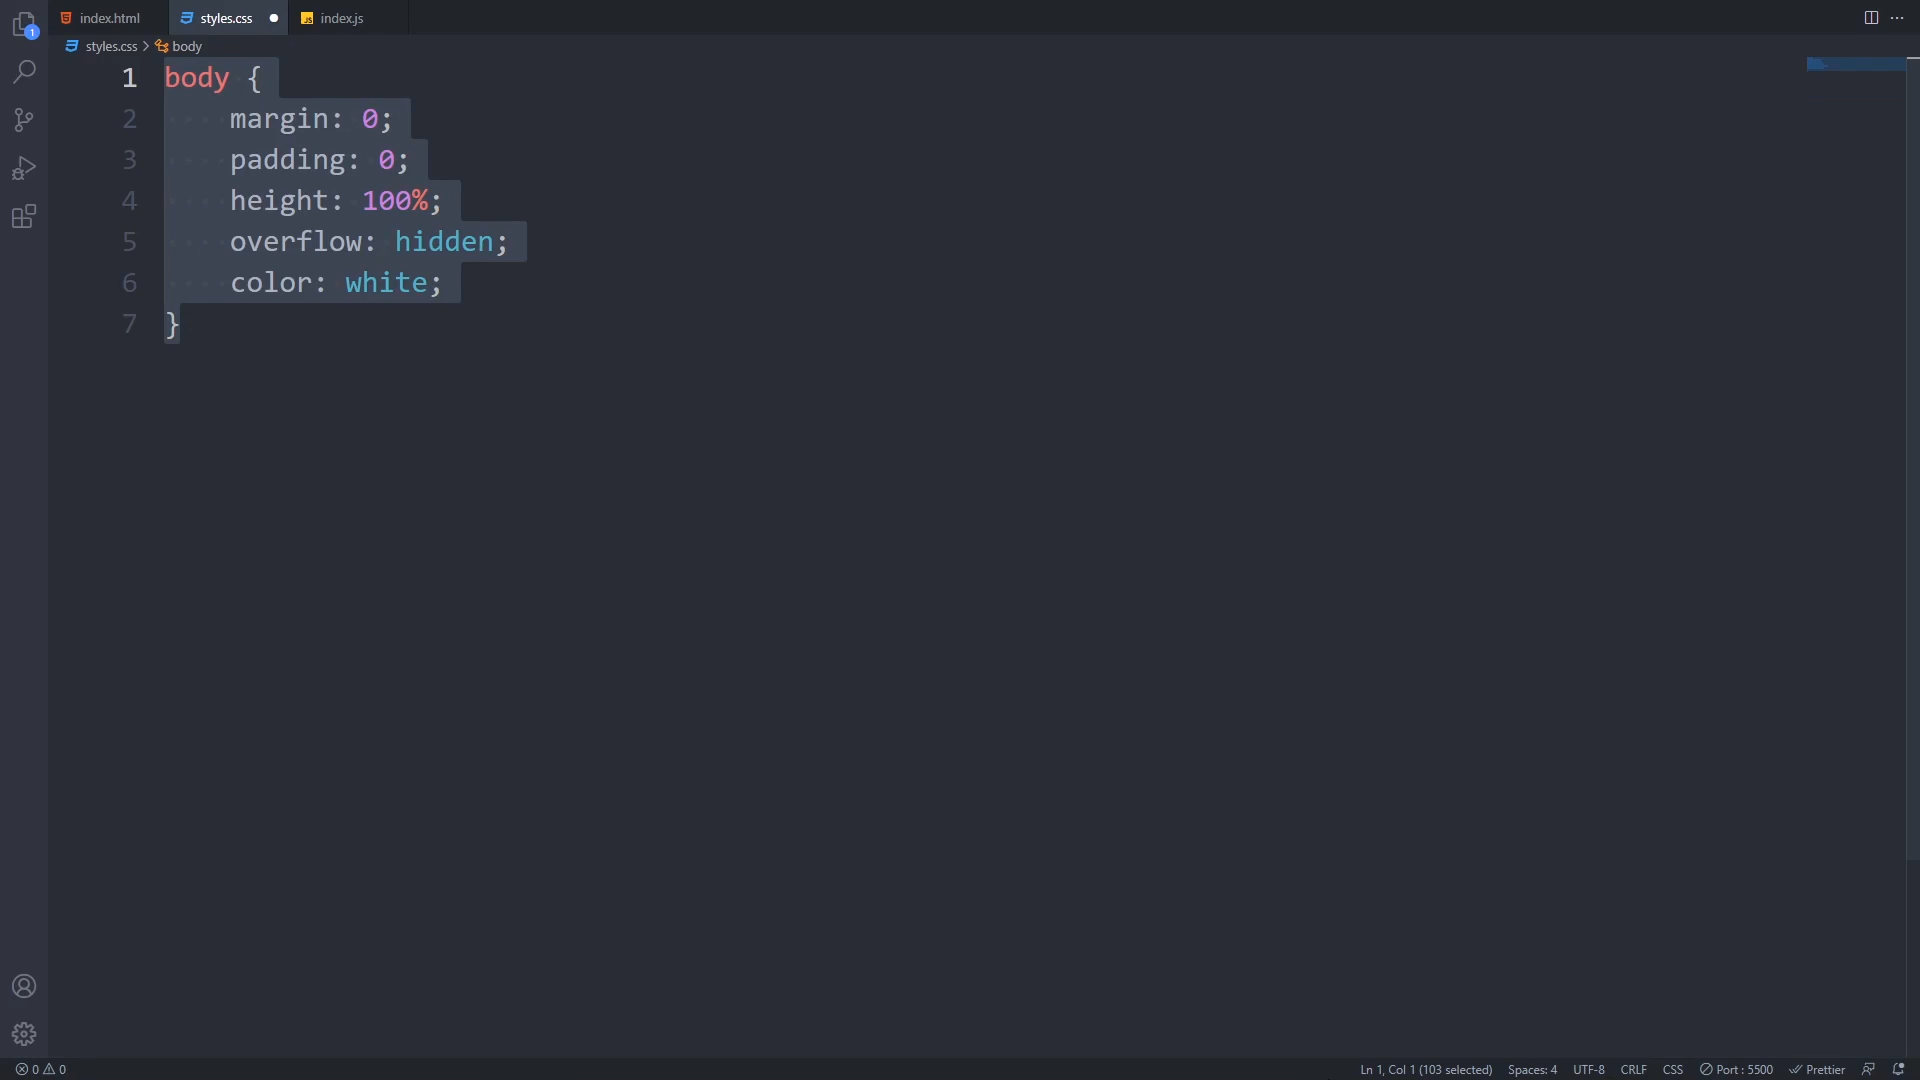 index.html styles.css index.js
1
styles.css body
1 body {
2 margin: 0;
3 padding: 0;
4 height: 100%;
5 overflow: hidden;
6 color: white;
7 }
0 0 Ln 1, Col 1 (103 selected) Spaces: 4 UTF-8 CRLF CSS Port : 5500 Prettier